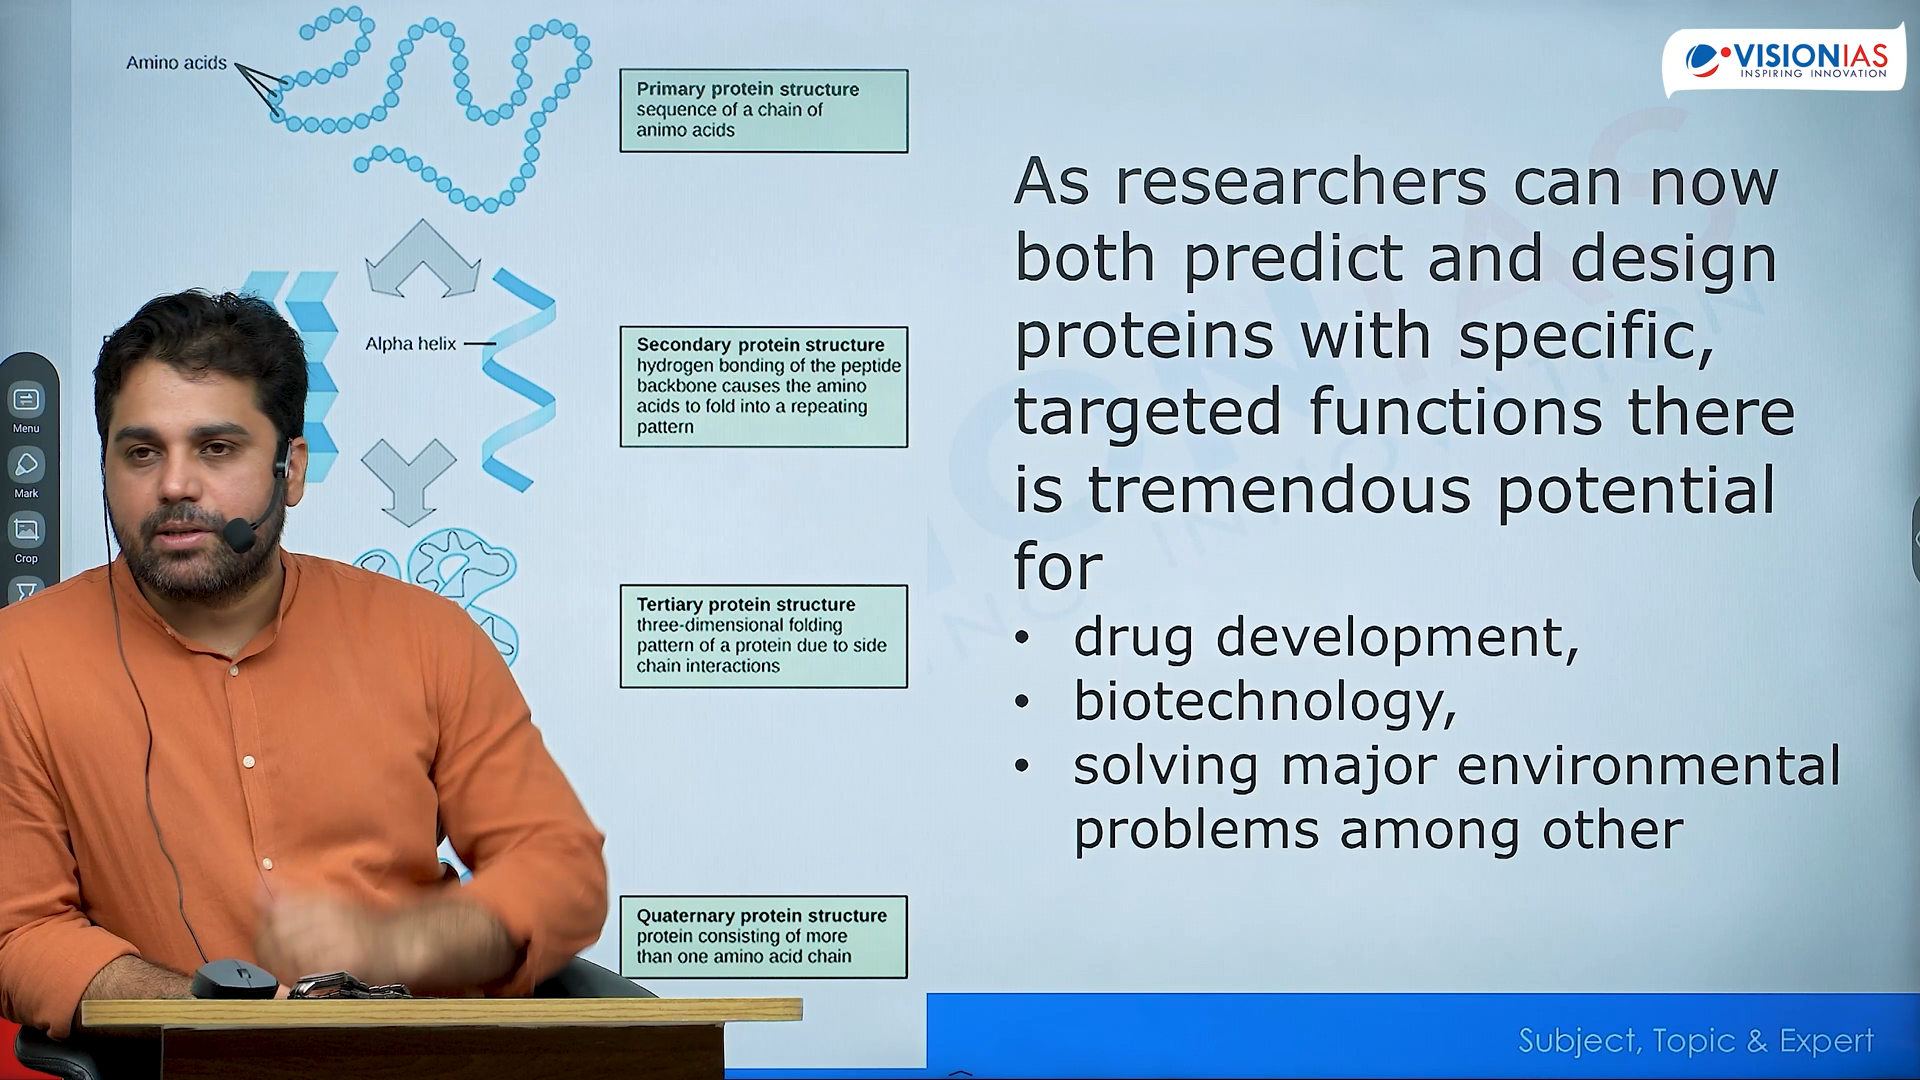 Amino acids
Primary protein structure
sequence of a chain of
animo acids
Alpha helix
Secondary protein structure
hydrogen bonding of the peptide
backbone causes the amino
acids to fold into a repeating
pattern
Tertiary protein structure
three-dimensional folding
pattern of a protein due to side
chain interactions
Quaternary protein structure
protein consisting of more
than one amino acid chain
Menu
Mark
Crop
VISIONIAS
INSPIRING INNOVATION
As researchers can now
both predict and design
proteins with specific,
targeted functions there
is tremendous potential
for
• drug development,
• biotechnology,
• solving major environmental
problems among other
Subject, Topic & Expert